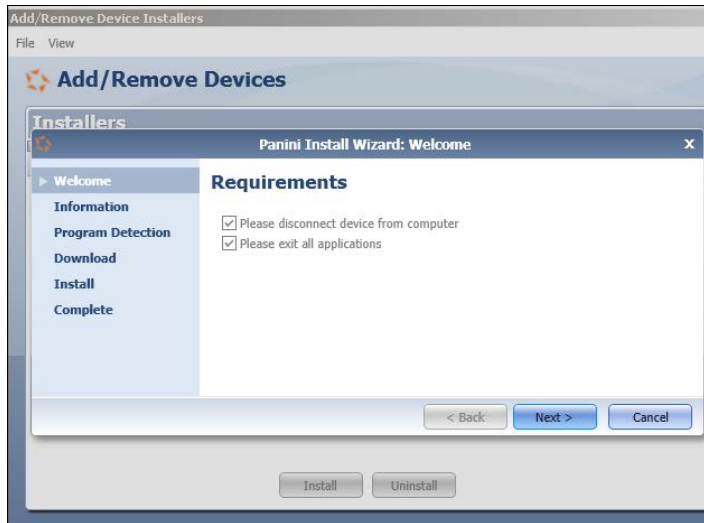 Add/Remove Device Installers
File View
Add/Remove Devices
Installers
Panini Install Wizard: Welcome X
Welcome
Information
Program Detection
Download
Install
Complete
Requirements
Please disconnect device from computer
Please exit all applications
< Back Next > Cancel
Install Uninstall